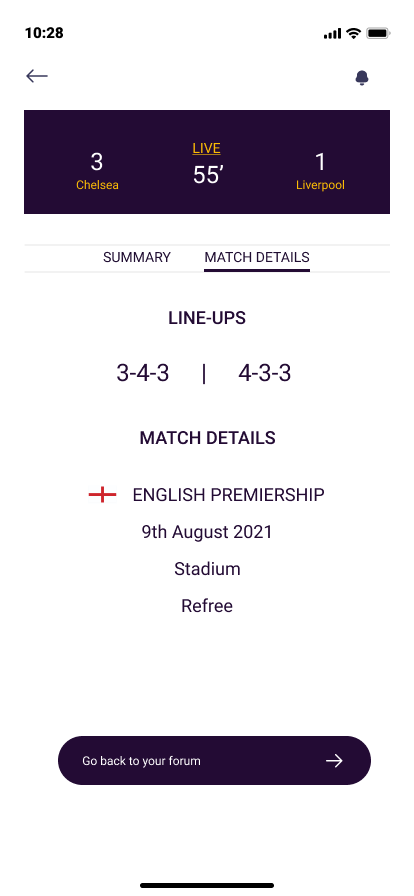 10:28
3 LIVE 1
Chelsea 55’ Liverpool
SUMMARY MATCH DETAILS
LINE-UPS
3-4-3 | 4-3-3
MATCH DETAILS
ENGLISH PREMIERSHIP
9th August 2021
Stadium
Refree
Go back to your forum